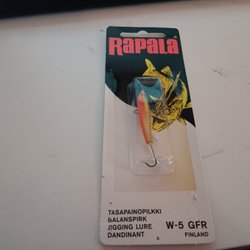 RAPALA
TASAPAINOPILKKI
BALANSPIRK
JIGGING LURE
DANDINANT
W-5 GFR
FINLAND